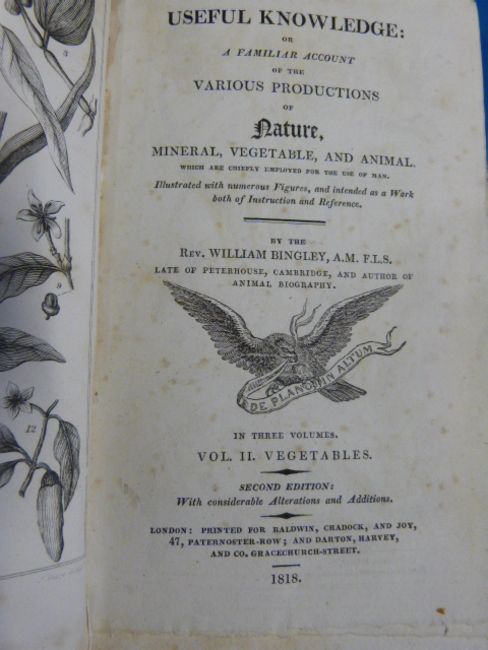 USEFUL KNOWLEDGE:
OR
A FAMILIAR ACCOUNT
OF THE
VARIOUS PRODUCTIONS
OF
Nature,
MINERAL, VEGETABLE, AND ANIMAL.
WHICH ARE CHIEFLY EMPLOYED FOR THE USE OF MAN.
Illustrated with numerous Figures, and intended as a Work
both of Instruction and Reference.
BY THE
REV. WILLIAM BINGLEY, A.M. F.L.S.
LATE OF PETERHOUSE, CAMBRIDGE, AND AUTHOR OF
ANIMAL BIOGRAPHY.
DE PLANO IN ALTUM
IN THREE VOLUMES.
VOL. II. VEGETABLES.
SECOND EDITION:
With considerable Alterations and Additions.
LONDON: PRINTED FOR BALDWIN, CRADOCK, AND JOY,
47, PATERNOSTER-ROW; AND DARTON, HARVEY,
AND CO. GRACECHURCH-STREET.
1818.
3
9
12